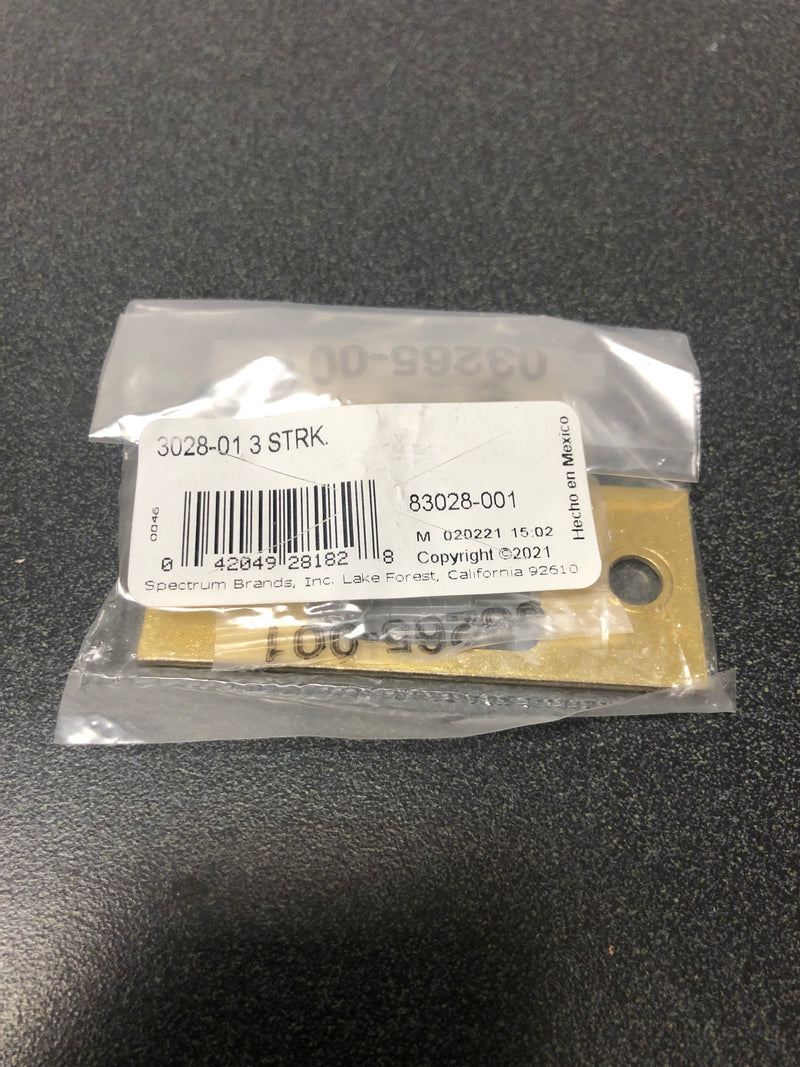 03265-00
3028-01 3 STRK.
0046
0 42049 28182 8
83028-001
M 020221 15:02
Copyright ©2021
Spectrum Brands, Inc. Lake Forest, California 92610
Hecho en Mexico
03265-001